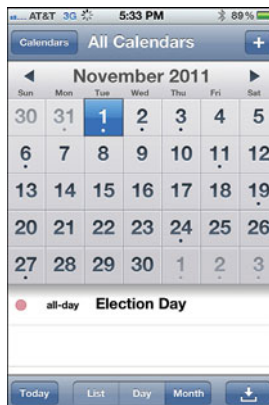 AT&T 3G 5:33 PM 89%
Calendars All Calendars +
November 2011
Sun Mon Tue Wed Thu Fri Sat
30 31 1 2 3 4 5
6 7 8 9 10 11 12
13 14 15 16 17 18 19
20 21 22 23 24 25 26
27 28 29 30 1 2 3
all-day Election Day
Today List Day Month